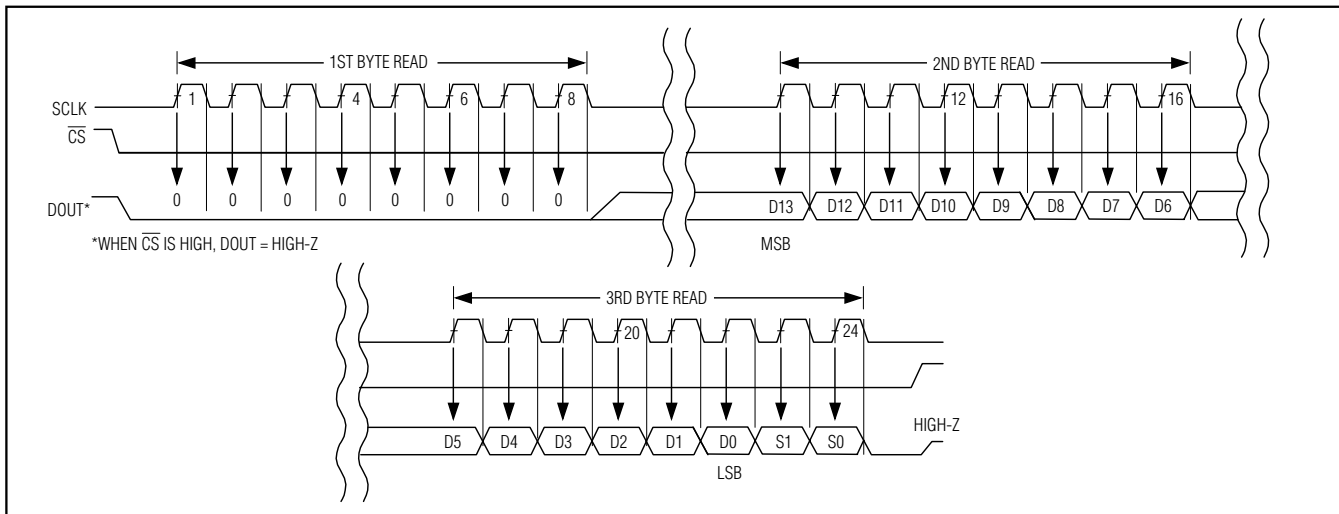 1ST BYTE READ 2ND BYTE READ
SCLK 1 4 6 8 12 16
CS
0 0 0 0 0 0 0 0
DOUT* D13 D12 D11 D10 D9 D8 D7 D6
*WHEN CS IS HIGH, DOUT = HIGH-Z MSB
3RD BYTE READ
20 24
HIGH-Z
D5 D4 D3 D2 D1 D0 S1 S0
LSB